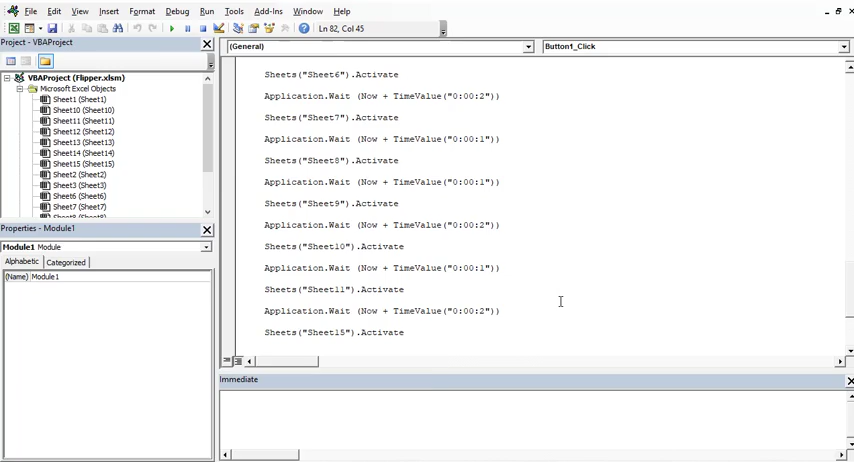 File Edit View Insert Format Debug Run Tools Add-Ins Window Help
Ln 82, Col 45
Project - VBAProject
VBAProject (Flipper.xlsm)
Microsoft Excel Objects
Sheet1 (Sheet1)
Sheet10 (Sheet10)
Sheet11 (Sheet11)
Sheet12 (Sheet12)
Sheet13 (Sheet13)
Sheet14 (Sheet14)
Sheet15 (Sheet15)
Sheet2 (Sheet2)
Sheet3 (Sheet3)
Sheet6 (Sheet6)
Sheet7 (Sheet7)
Sheet8 (Sheet8)
Properties - Module1
Module1 Module
Alphabetic Categorized
(Name) Module1
(General) Button1_Click
Sheets("Sheet6").Activate
Application.Wait (Now + TimeValue("0:00:2"))
Sheets("Sheet7").Activate
Application.Wait (Now + TimeValue("0:00:1"))
Sheets("Sheet8").Activate
Application.Wait (Now + TimeValue("0:00:1"))
Sheets("Sheet9").Activate
Application.Wait (Now + TimeValue("0:00:2"))
Sheets("Sheet10").Activate
Application.Wait (Now + TimeValue("0:00:1"))
Sheets("Sheet11").Activate
Application.Wait (Now + TimeValue("0:00:2"))
Sheets("Sheet15").Activate
Immediate